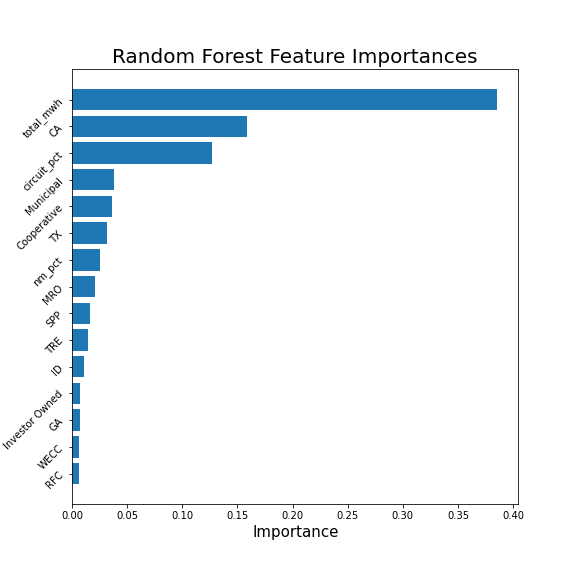 Random Forest Feature Importances
total_mwh
CA
circuit_pct
Municipal
Cooperative
TX
nm_pct
MRO
SPP
TRE
ID
Investor Owned
GA
WECC
RFC
0.00 0.05 0.10 0.15 0.20 0.25 0.30 0.35 0.40
Importance